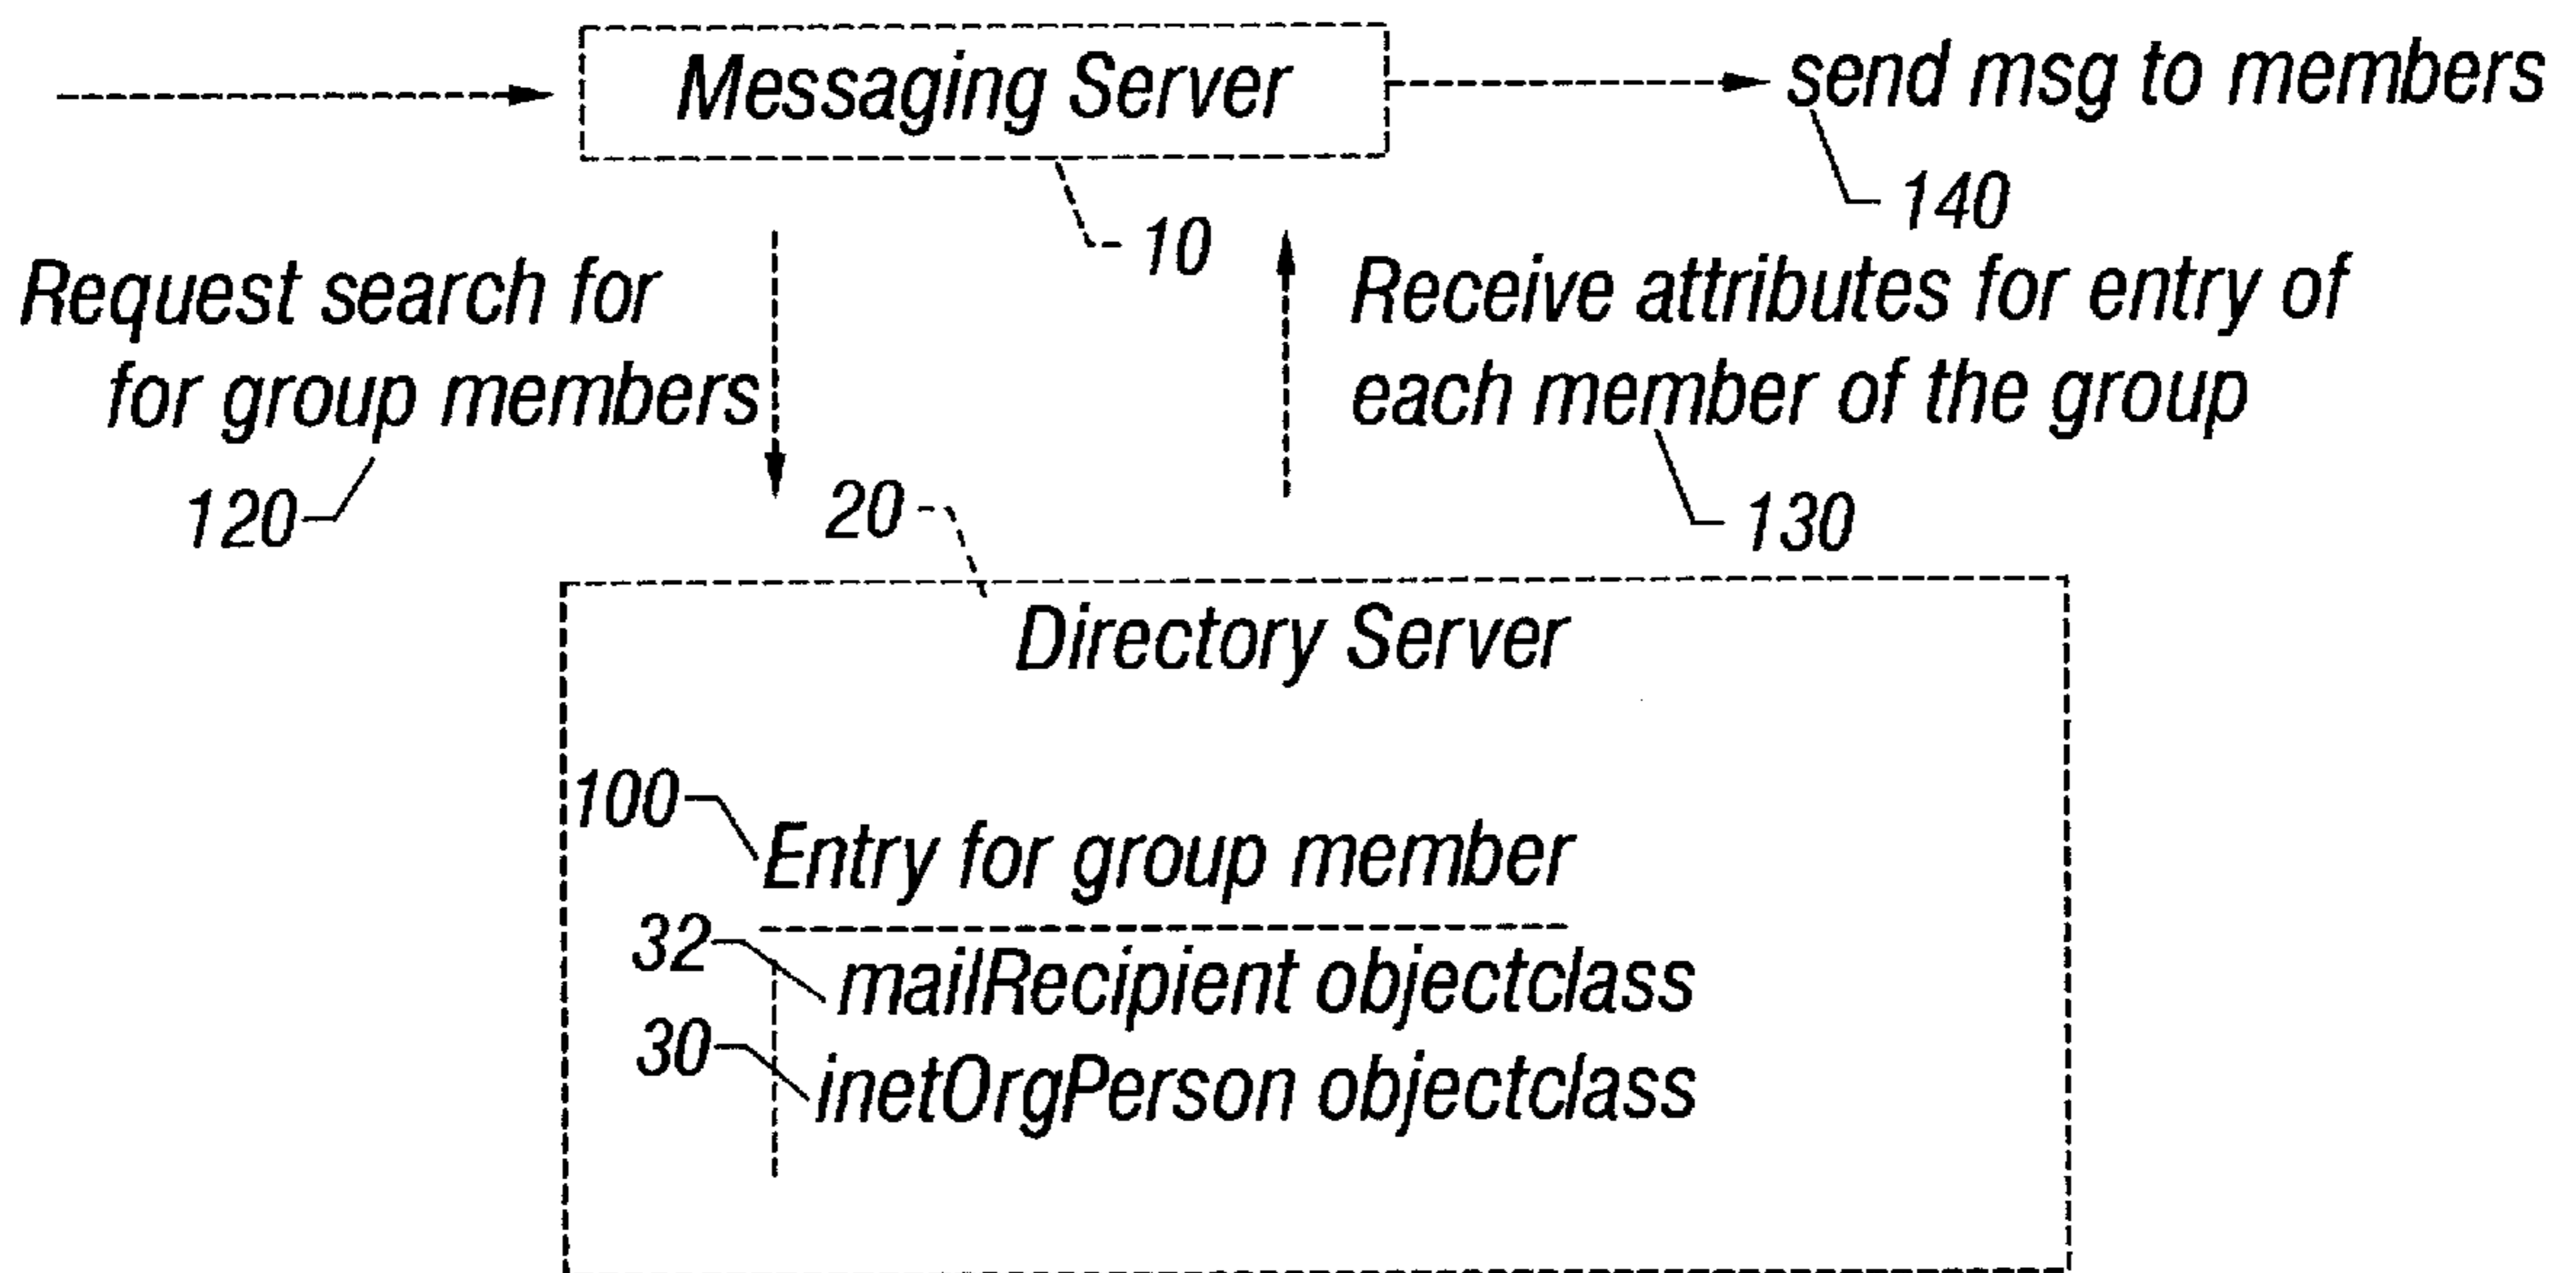 Messaging Server
send msg to members
10
140
Request search for
for group members
120
Receive attributes for entry of
each member of the group
130
20
Directory Server
100
Entry for group member
32
mailRecipient objectclass
30
inetOrgPerson objectclass